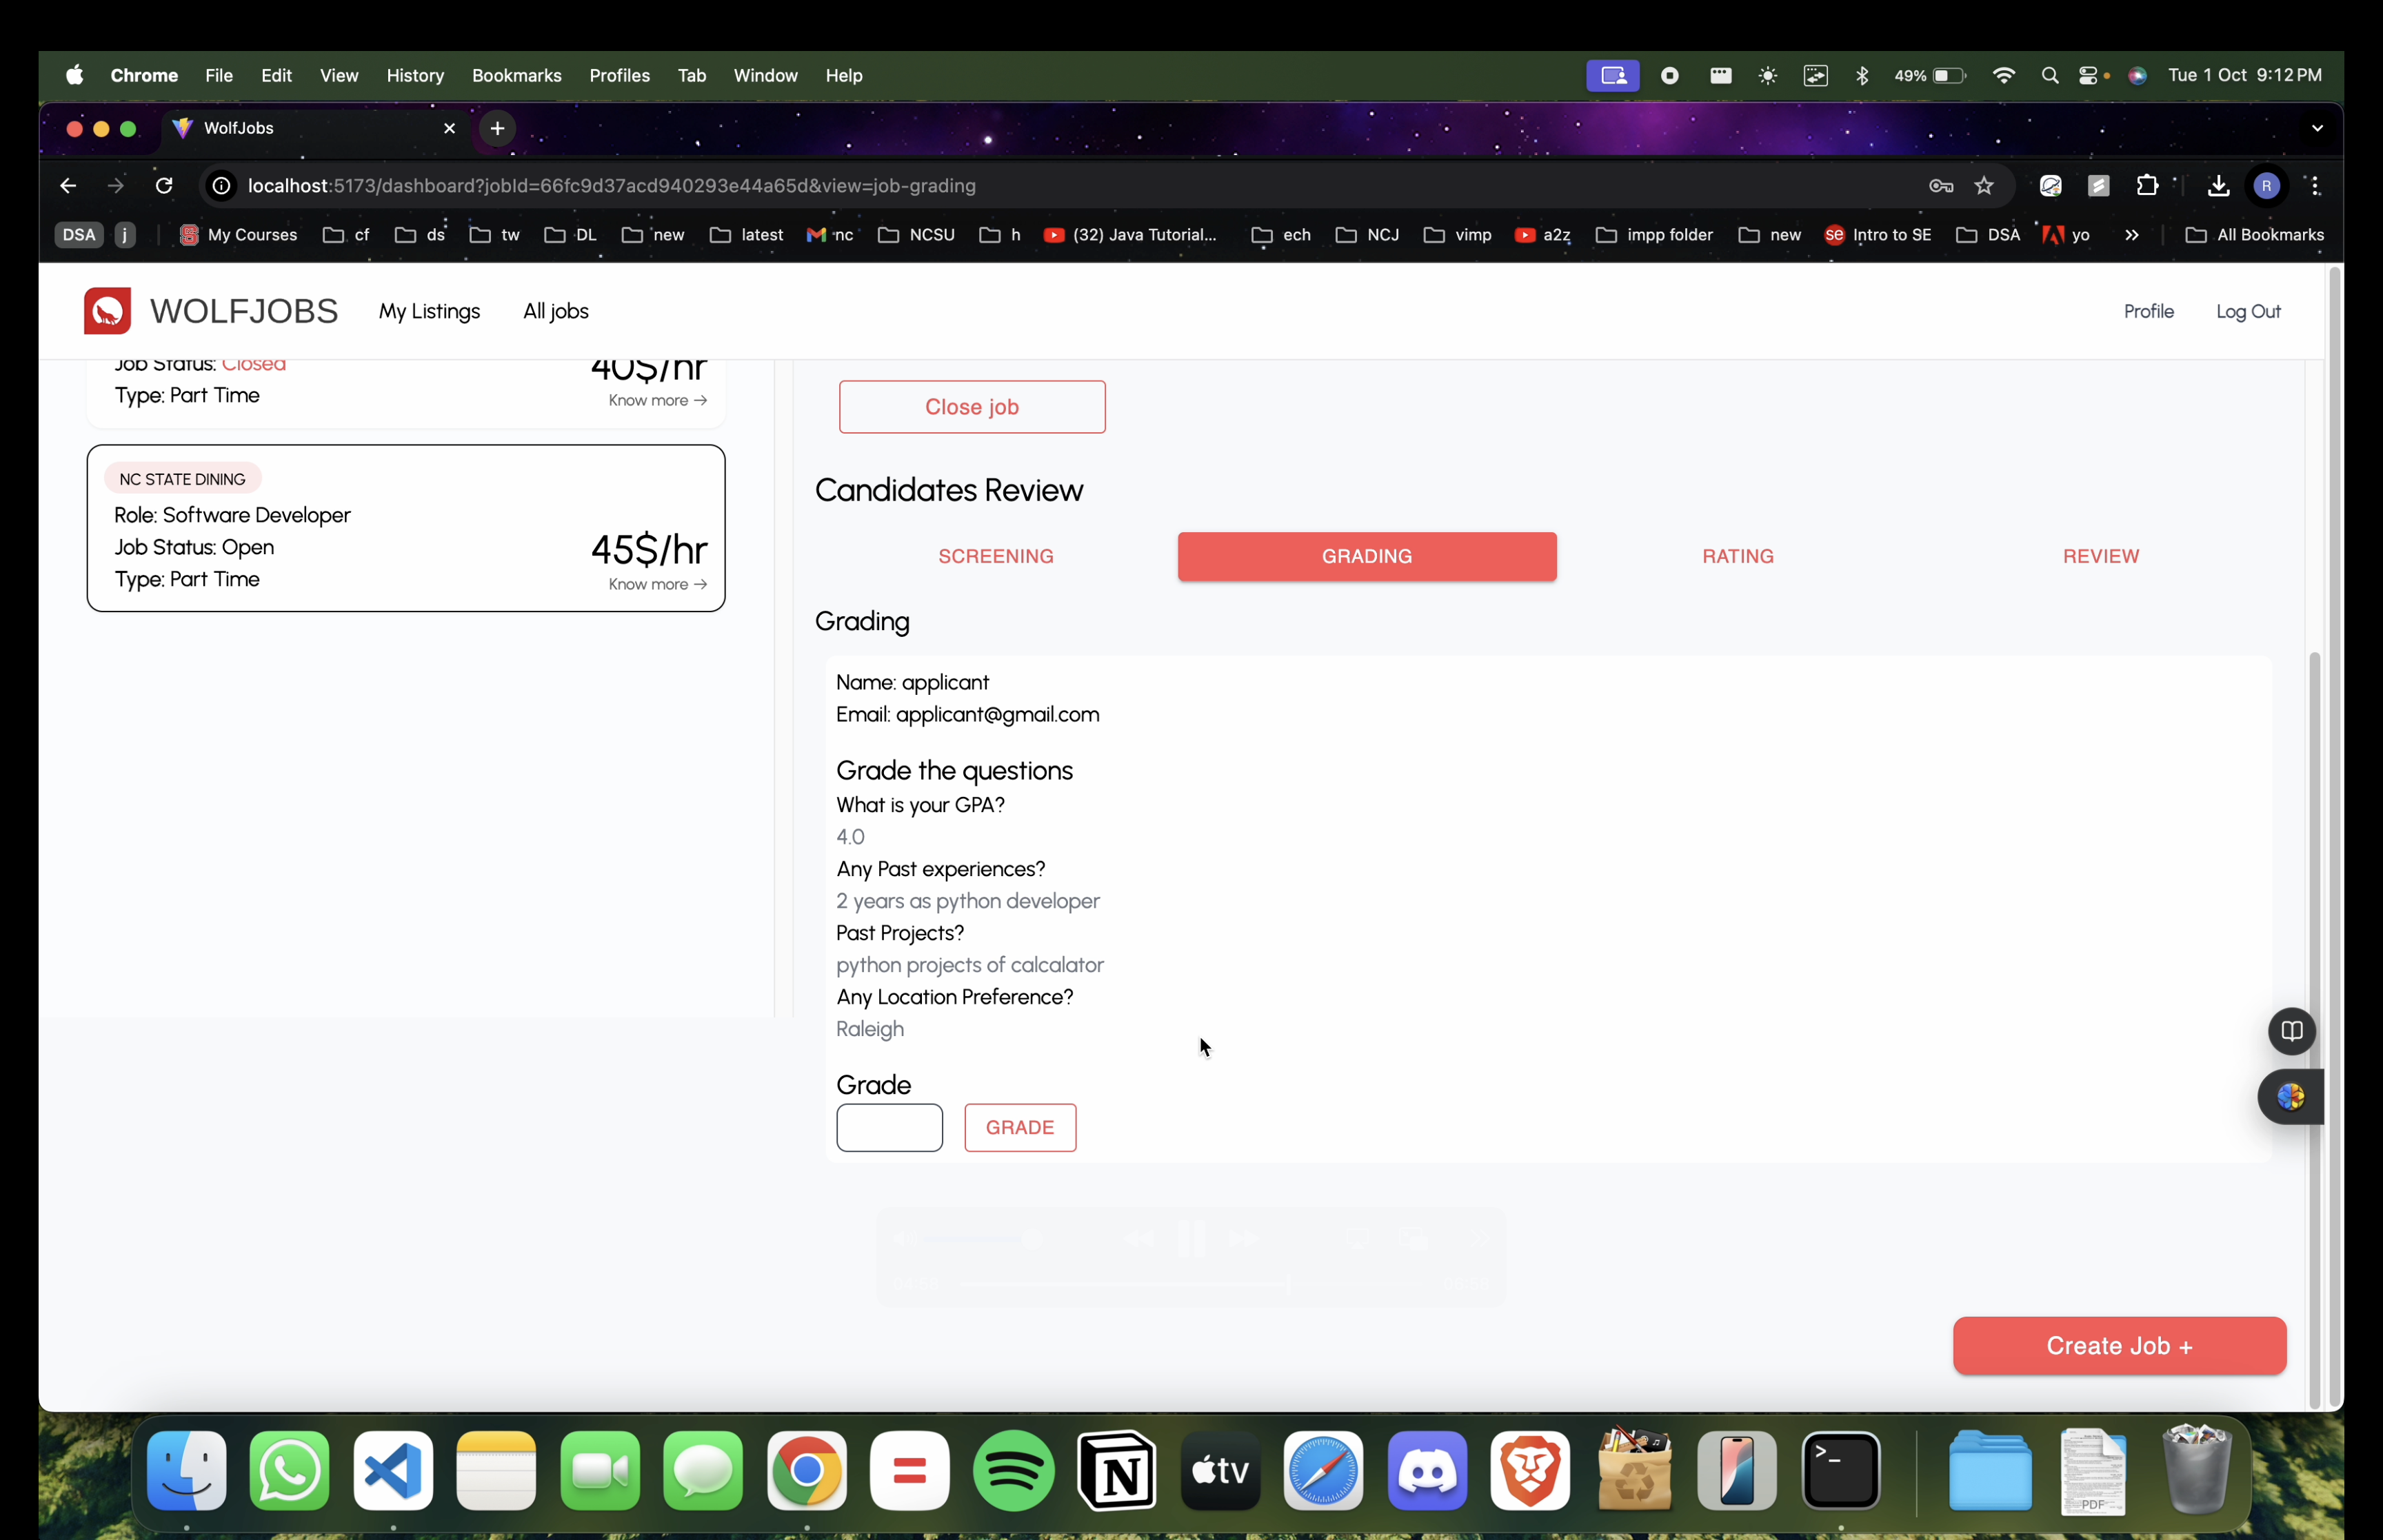 Chrome File Edit View History Bookmarks Profiles Tab Window Help 49% Tue 1 Oct 9:12 PM
WolfJobs
localhost:5173/dashboard?jobId=66fc9d37acd940293e44a65d&view=job-grading R
DSA j My Courses cf ds tw DL new latest nc NCSU h (32) Java Tutorial... ech NCJ vimp a2z impp folder new se Intro to SE DSA yo » All Bookmarks
WOLFJOBS My Listings All jobs Profile Log Out
Job Status: Closed 40$/hr
Type: Part Time Know more →
Close job
Candidates Review
NC STATE DINING
Role: Software Developer
Job Status: Open 45$/hr
Type: Part Time Know more →
SCREENING GRADING RATING REVIEW
Grading
Name: applicant
Email: applicant@gmail.com
Grade the questions
What is your GPA?
4.0
Any Past experiences?
2 years as python developer
Past Projects?
python projects of calcalator
Any Location Preference?
Raleigh
Grade
GRADE
Create Job +
N tv >_ PDF